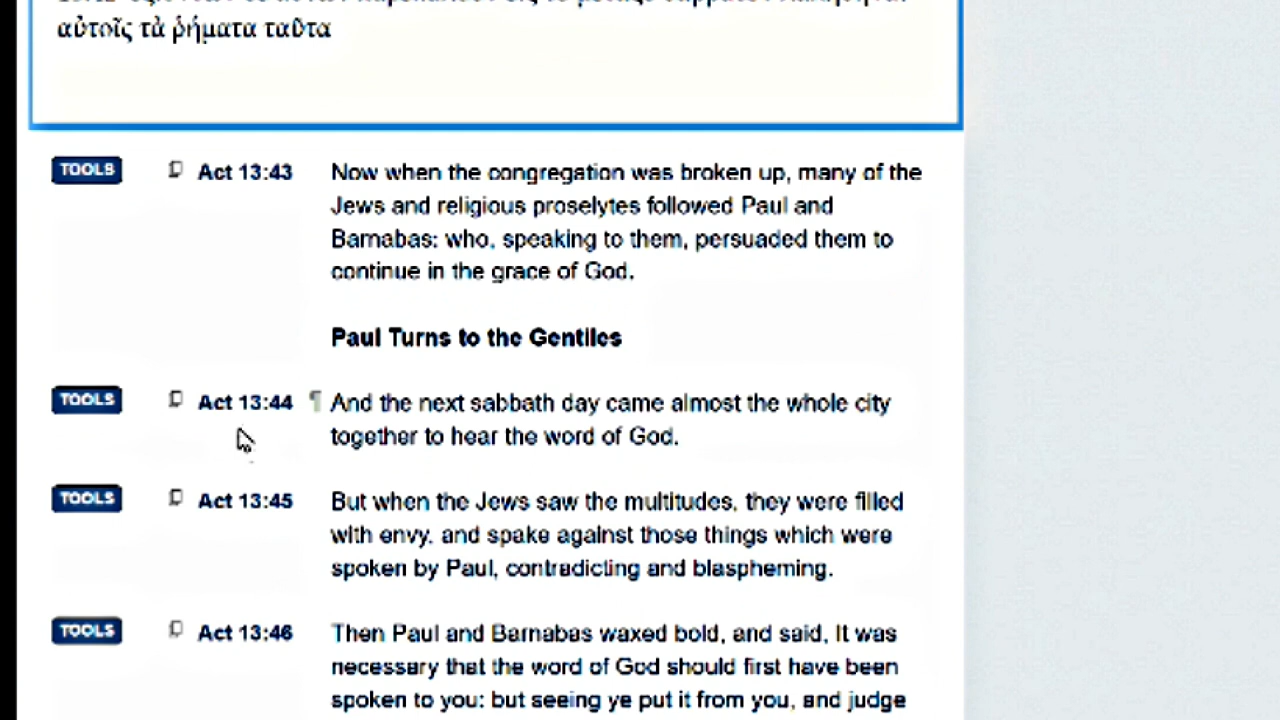 αὐτοῖς τὰ ῥήματα ταῦτα
TOOLS Act 13:43 Now when the congregation was broken up, many of the
Jews and religious proselytes followed Paul and
Barnabas: who, speaking to them, persuaded them to
continue in the grace of God.
Paul Turns to the Gentiles
TOOLS Act 13:44 ¶ And the next sabbath day came almost the whole city
together to hear the word of God.
TOOLS Act 13:45 But when the Jews saw the multitudes, they were filled
with envy, and spake against those things which were
spoken by Paul, contradicting and blaspheming.
TOOLS Act 13:46 Then Paul and Barnabas waxed bold, and said, It was
necessary that the word of God should first have been
spoken to you: but seeing ye put it from you, and judge